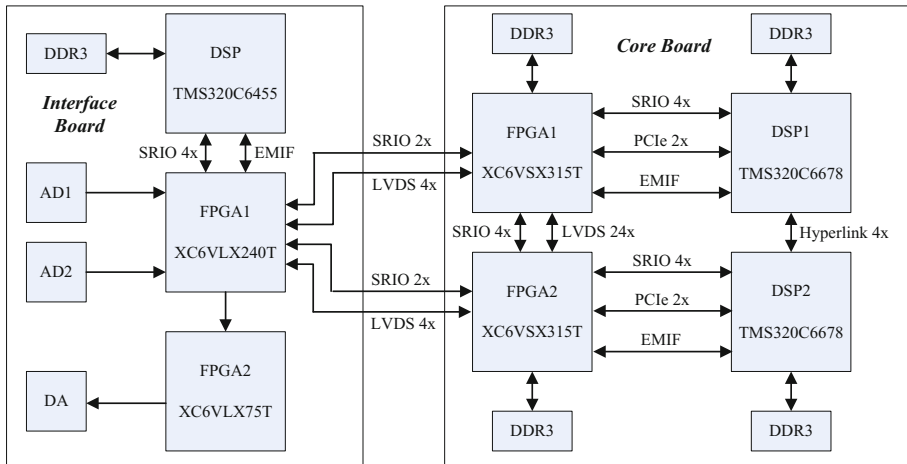 DDR3
DSP
TMS320C6455
Interface
Board
SRIO 4x
EMIF
AD1
AD2
FPGA1
XC6VLX240T
FPGA2
XC6VLX75T
DA
SRIO 2x
LVDS 4x
SRIO 2x
LVDS 4x
DDR3
Core Board
DDR3
FPGA1
XC6VSX315T
SRIO 4x
PCIe 2x
EMIF
DSP1
TMS320C6678
SRIO 4x
LVDS 24x
Hyperlink 4x
FPGA2
XC6VSX315T
SRIO 4x
PCIe 2x
EMIF
DSP2
TMS320C6678
DDR3
DDR3